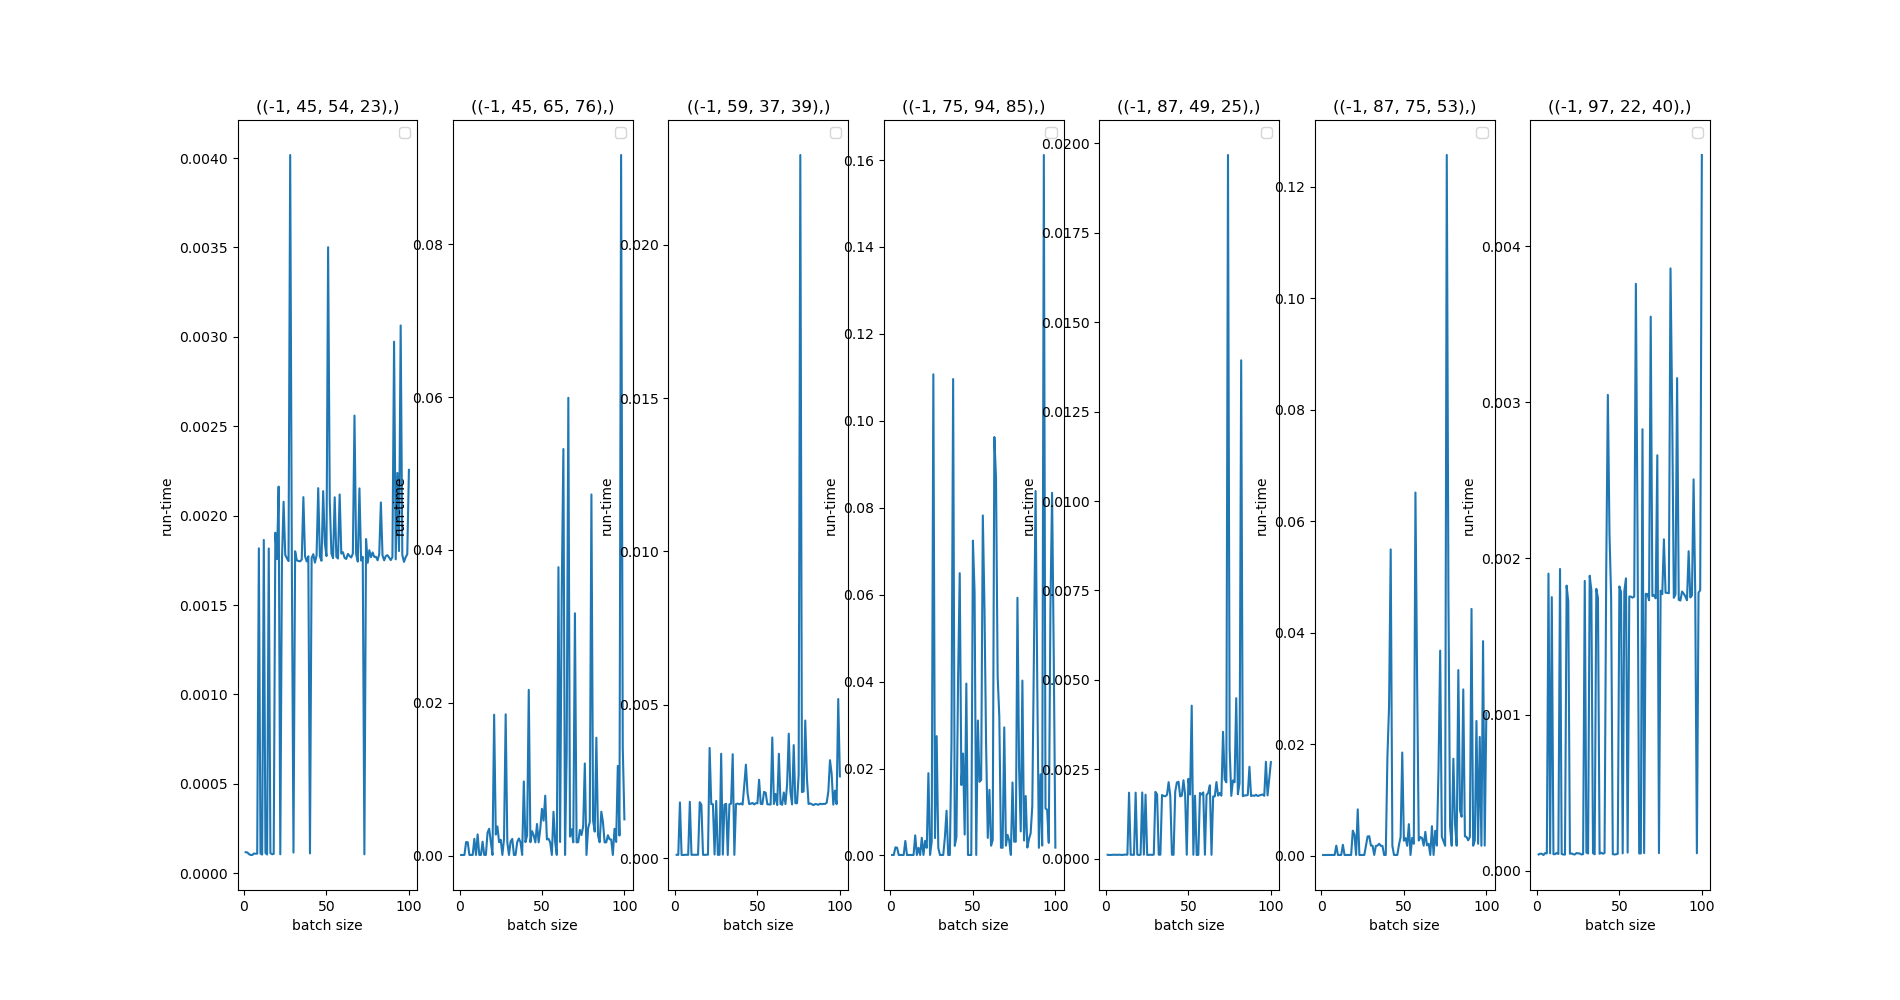 ((-1, 45, 54, 23),)
((-1, 45, 65, 76),)
((-1, 59, 37, 39),)
((-1, 75, 94, 85),)
((-1, 87, 49, 25),)
((-1, 87, 75, 53),)
((-1, 97, 22, 40),)
run-time
0.0040
0.0035
0.0030
0.0025
0.0020
0.0015
0.0010
0.0005
0.0000
0 50 100
batch size
run-time
0.08
0.06
0.04
0.02
0.00
0 50 100
batch size
run-time
0.020
0.015
0.010
0.005
0.000
0 50 100
batch size
run-time
0.16
0.14
0.12
0.10
0.08
0.06
0.04
0.02
0.00
0 50 100
batch size
run-time
0.0200
0.0175
0.0150
0.0125
0.0100
0.0075
0.0050
0.0025
0.0000
0 50 100
batch size
run-time
0.12
0.10
0.08
0.06
0.04
0.02
0.00
0 50 100
batch size
run-time
0.004
0.003
0.002
0.001
0.000
0 50 100
batch size